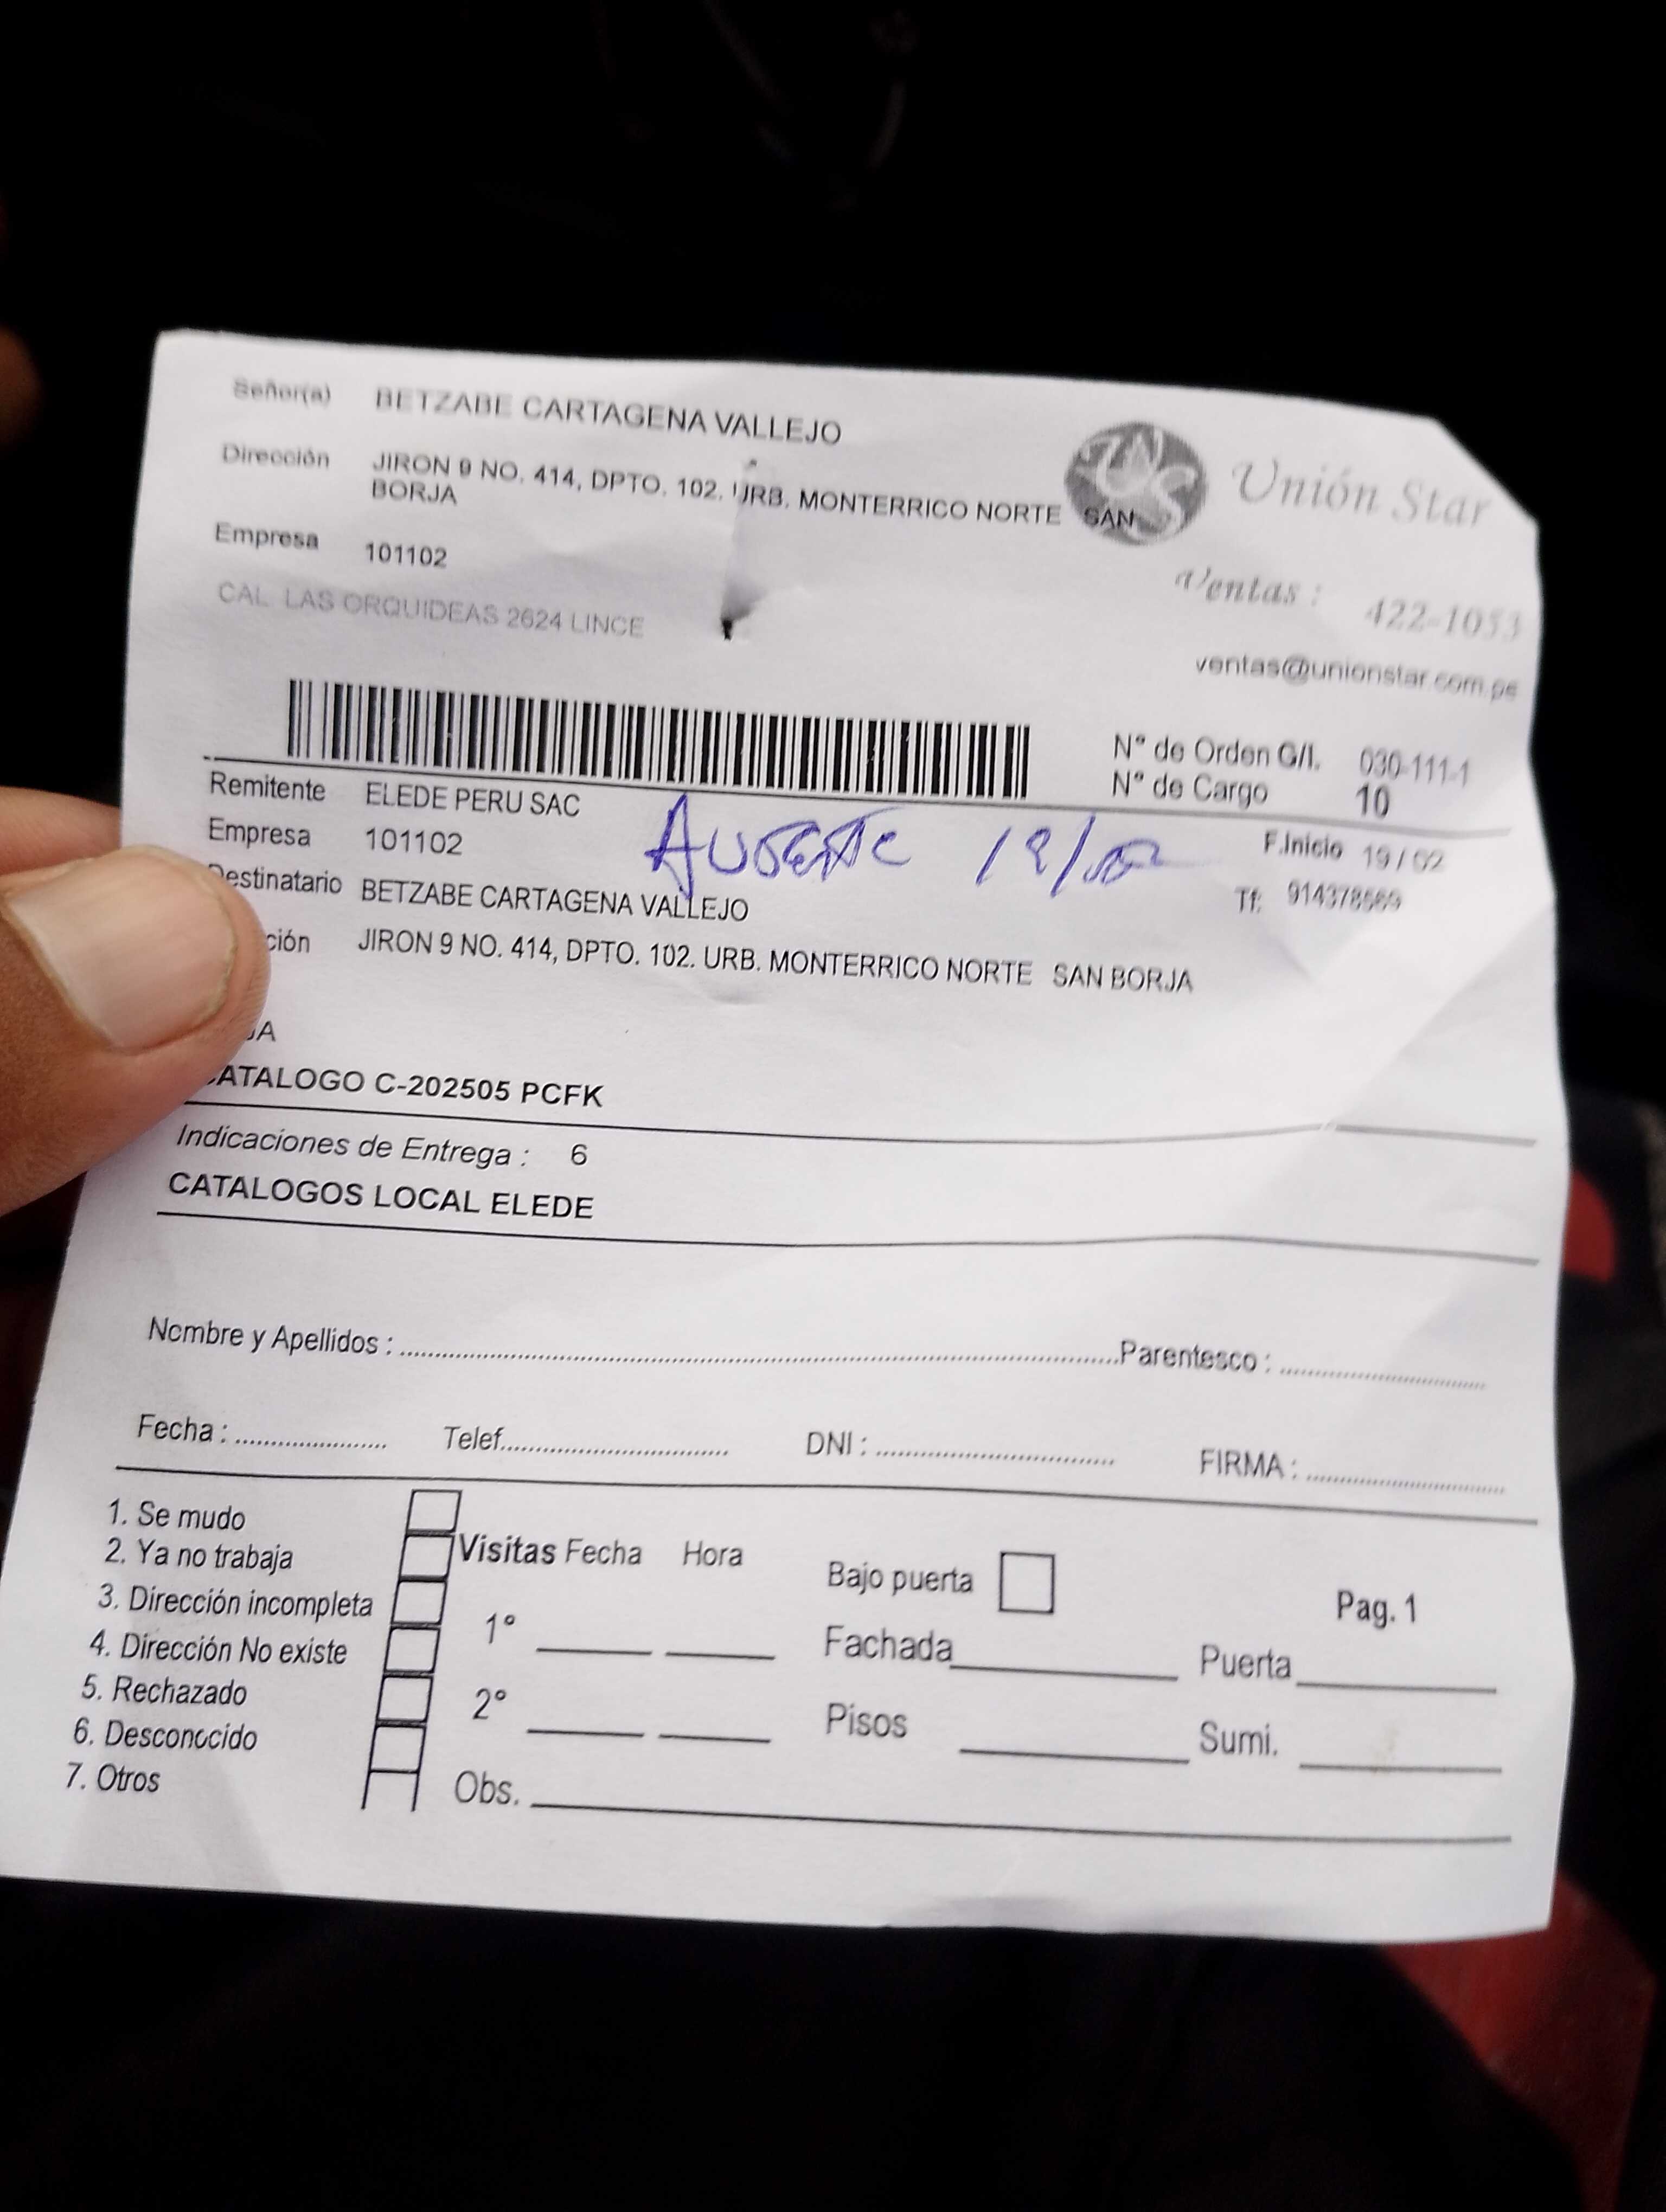 Señor(a) BETZABE CARTAGENA VALLEJO
Dirección JIRON 9 NO. 414, DPTO. 102. URB. MONTERRICO NORTE SAN
BORJA
Unión Star
Empresa 101102
Ventas : 422-1053
CAL LAS ORQUIDEAS 2624 LINCE
ventas@unionstar.com.pe
N° de Orden G/I. 030-111-1
N° de Cargo 10
Remitente ELEDE PERU SAC
Empresa 101102
AUSENTE 19/02
F.Inicio 19 / 02
Destinatario BETZABE CARTAGENA VALLEJO
Tf: 914378569
ción JIRON 9 NO. 414, DPTO. 102. URB. MONTERRICO NORTE SAN BORJA
JA
CATALOGO C-202505 PCFK
Indicaciones de Entrega : 6
CATALOGOS LOCAL ELEDE
Nombre y Apellidos : Parentesco :
Fecha : Telef. DNI : FIRMA :
1. Se mudo
2. Ya no trabaja
3. Dirección incompleta
4. Dirección No existe
5. Rechazado
6. Desconocido
7. Otros
Visitas Fecha Hora
1°
2°
Obs.
Bajo puerta
Pag. 1
Fachada Puerta
Pisos Sumi.